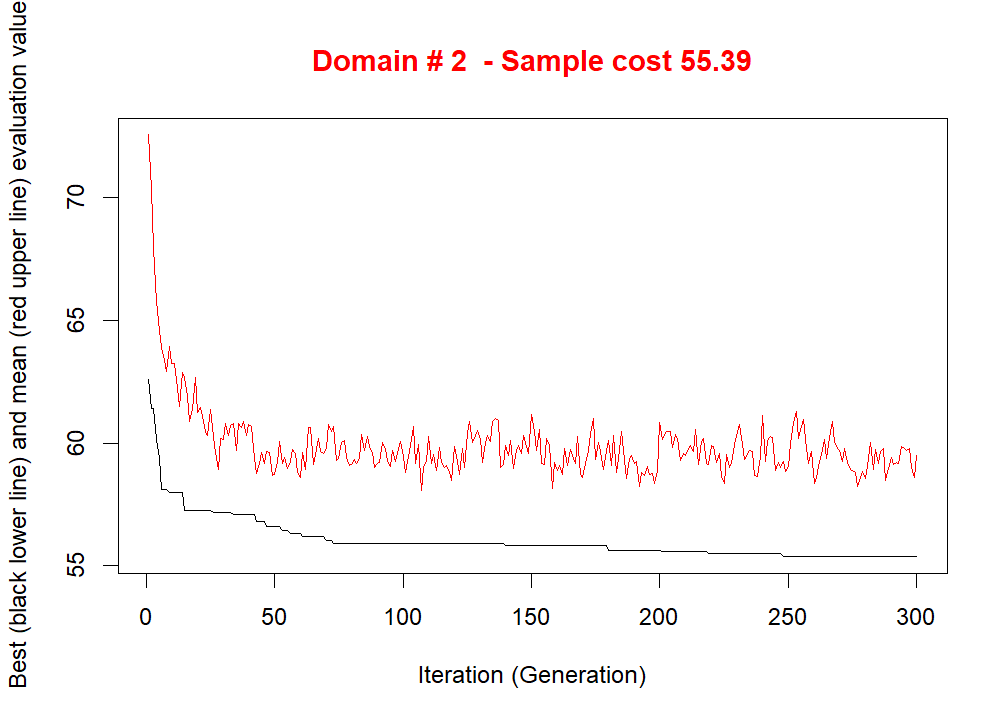 Domain # 2  - Sample cost 55.39
Best (black lower line) and mean (red upper line) evaluation value
70
65
60
55
0 50 100 150 200 250 300
Iteration (Generation)